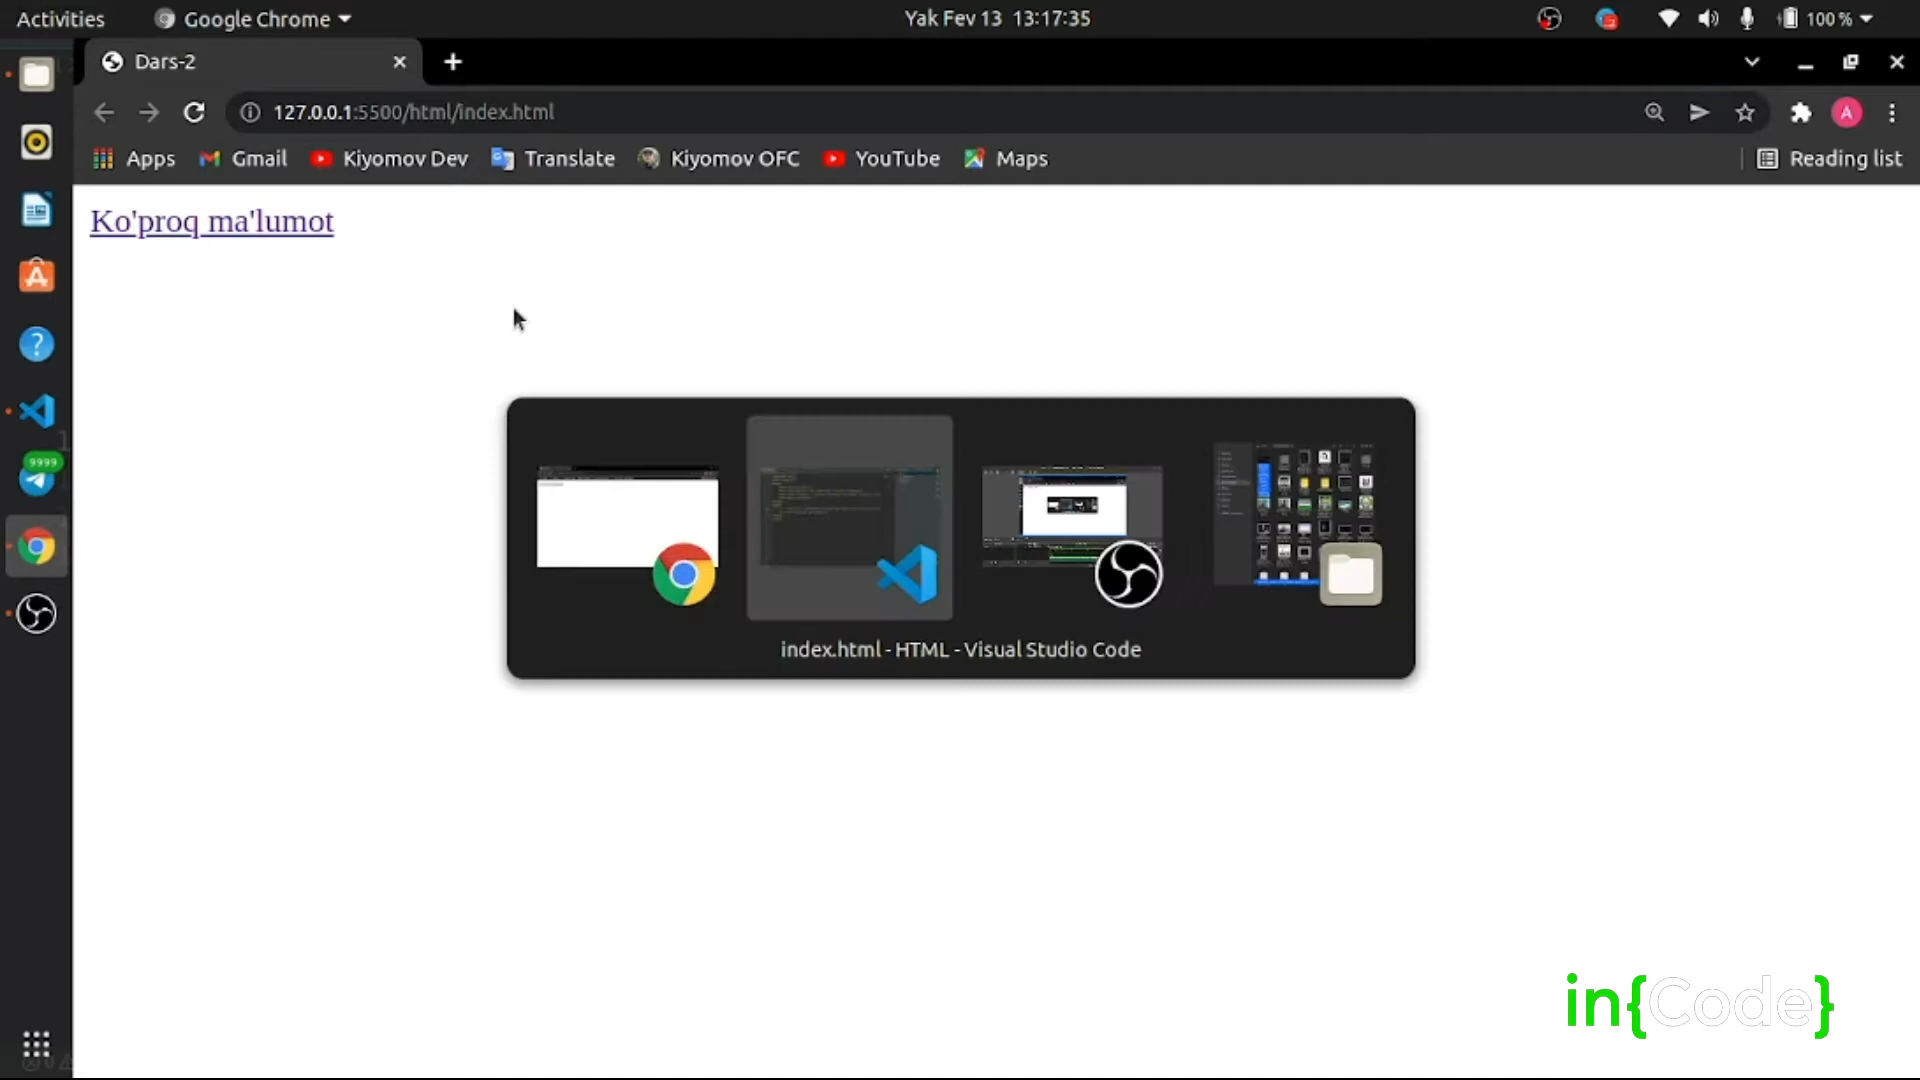 Activities
Google Chrome
Yak Fev 13 13:17:35
100 %
Dars-2
127.0.0.1:5500/html/index.html
A
Apps
Gmail
Kiyomov Dev
Translate
Kiyomov OFC
YouTube
Maps
Reading list
Ko'proq ma'lumot
9999
index.html - HTML - Visual Studio Code
in{Code}